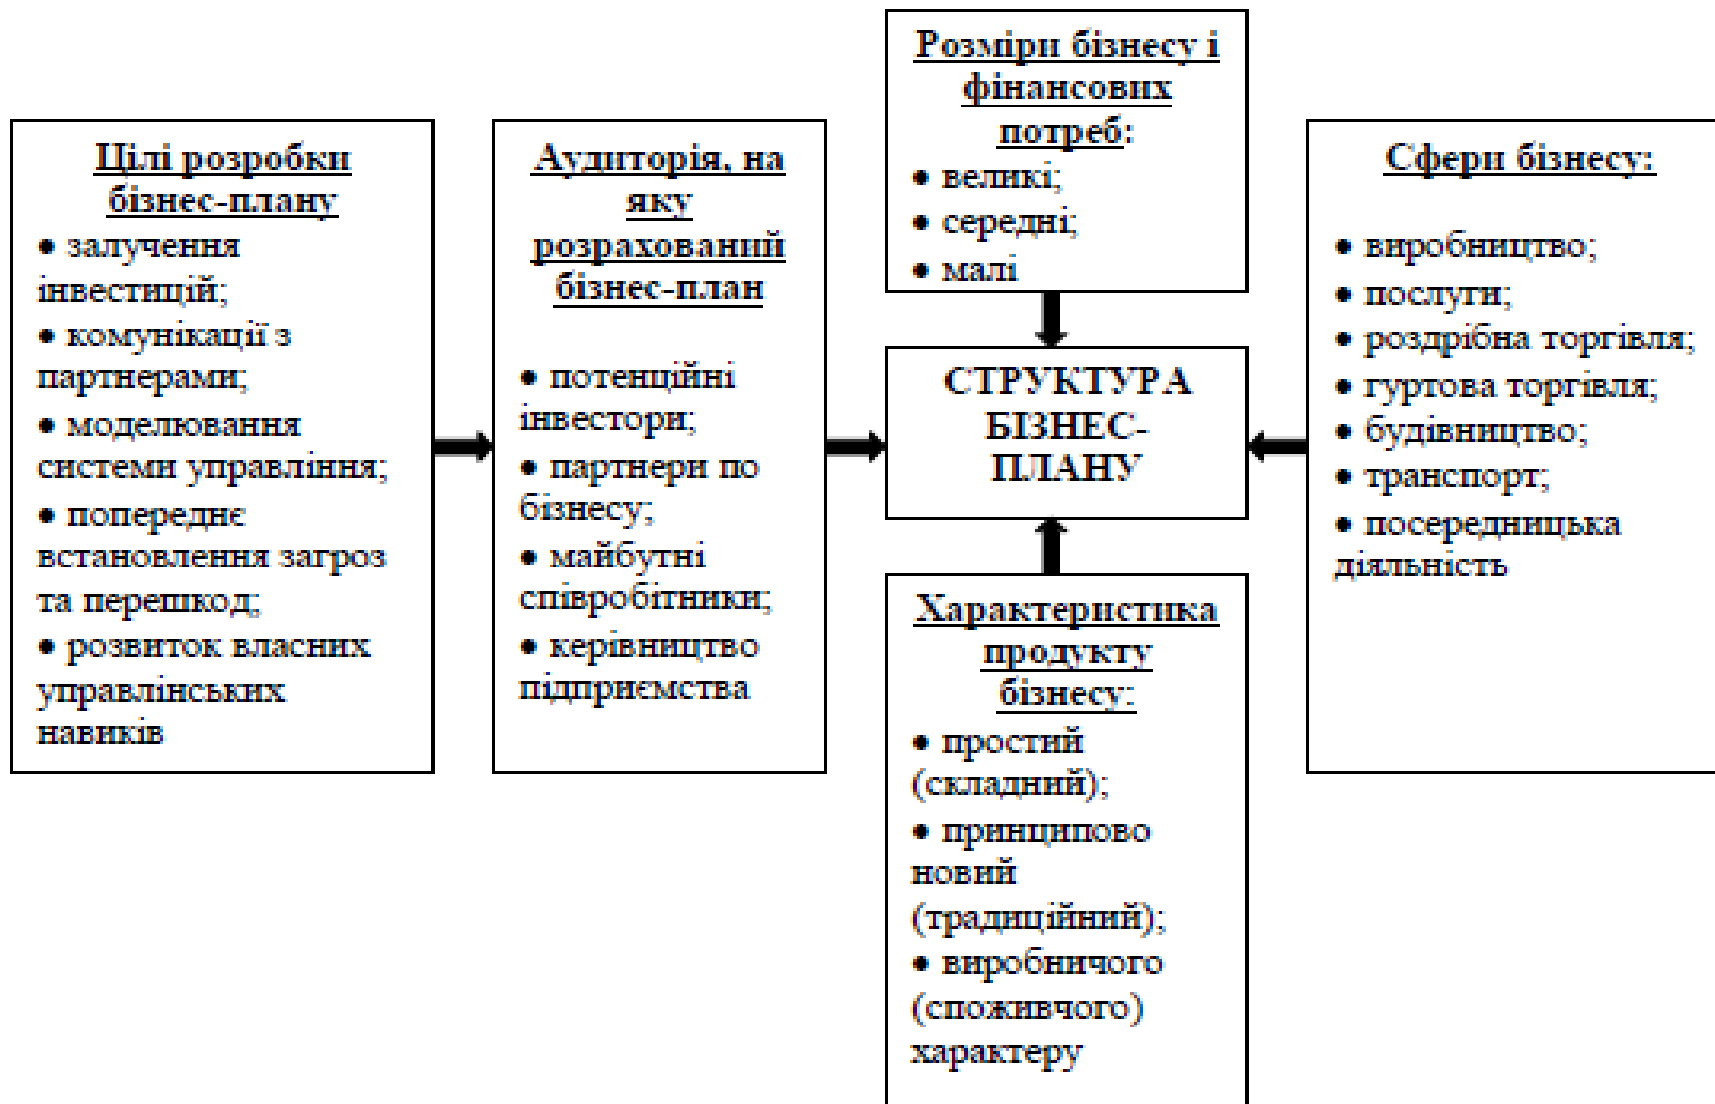 Цілі розробки
бізнес-плану
• залучення
інвестицій;
• комунікації з
партнерами;
• моделювання
системи управління;
• попереднє
встановлення загроз
та перешкод;
• розвиток власних
управлінських
навиків
Аудиторія, на
яку
розрахований
бізнес-план
• потенційні
інвестори;
• партнери по
бізнесу;
• майбутні
співробітники;
• керівництво
підприємства
Розміри бізнесу і
фінансових
потреб:
• великі;
• середні;
• малі
СТРУКТУРА
БІЗНЕС-
ПЛАНУ
Характеристика
продукту
бізнесу:
• простий
(складний);
• принципово
новий
(традиційний);
• виробничого
(споживчого)
характеру
Сфери бізнесу:
• виробництво;
• послуги;
• роздрібна торгівля;
• гуртова торгівля;
• будівництво;
• транспорт;
• посередницька
діяльність